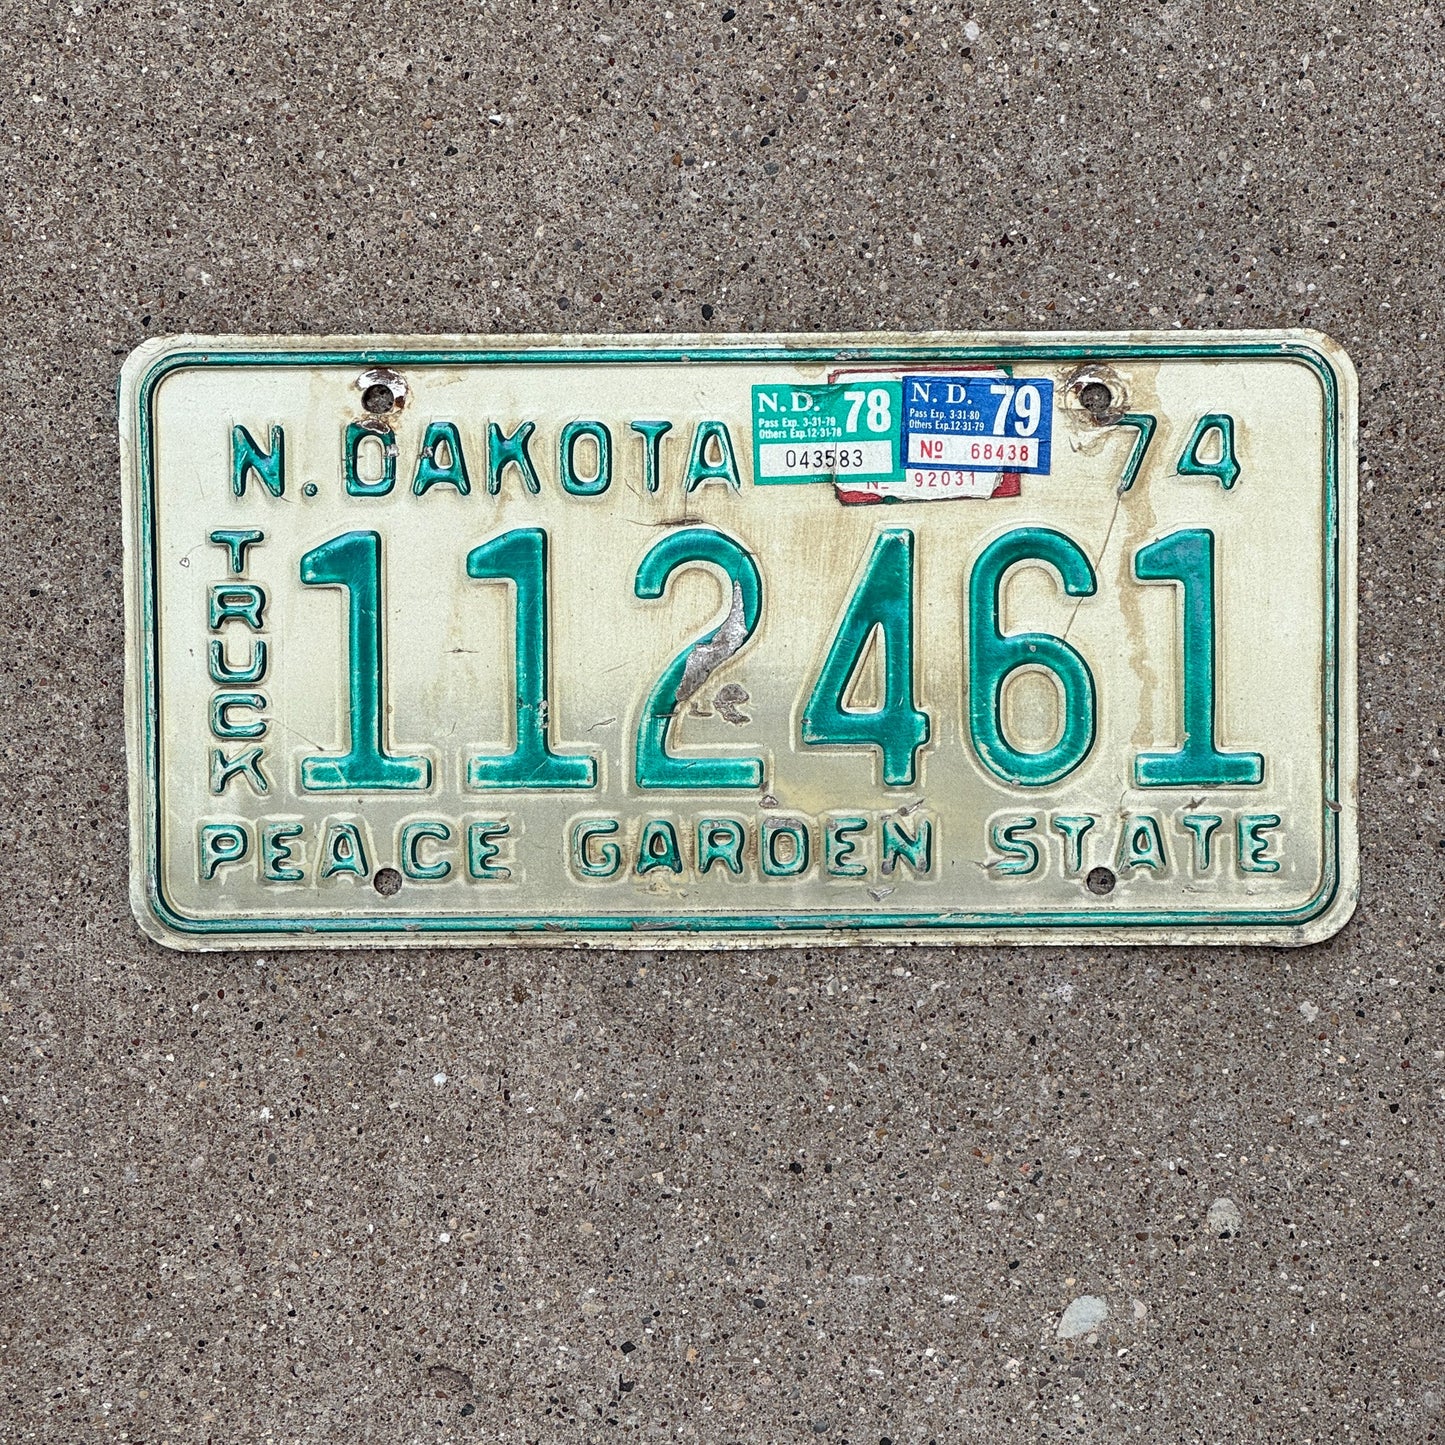 N. DAKOTA 74
N.D. 78
Pass Exp. 3-31-79
Others Exp. 12-31-78
043583
N. D. 79
Pass Exp. 3-31-80
Others Exp. 12-31-79
Nº 68438
Nº 92031
TRUCK
112461
PEACE GARDEN STATE